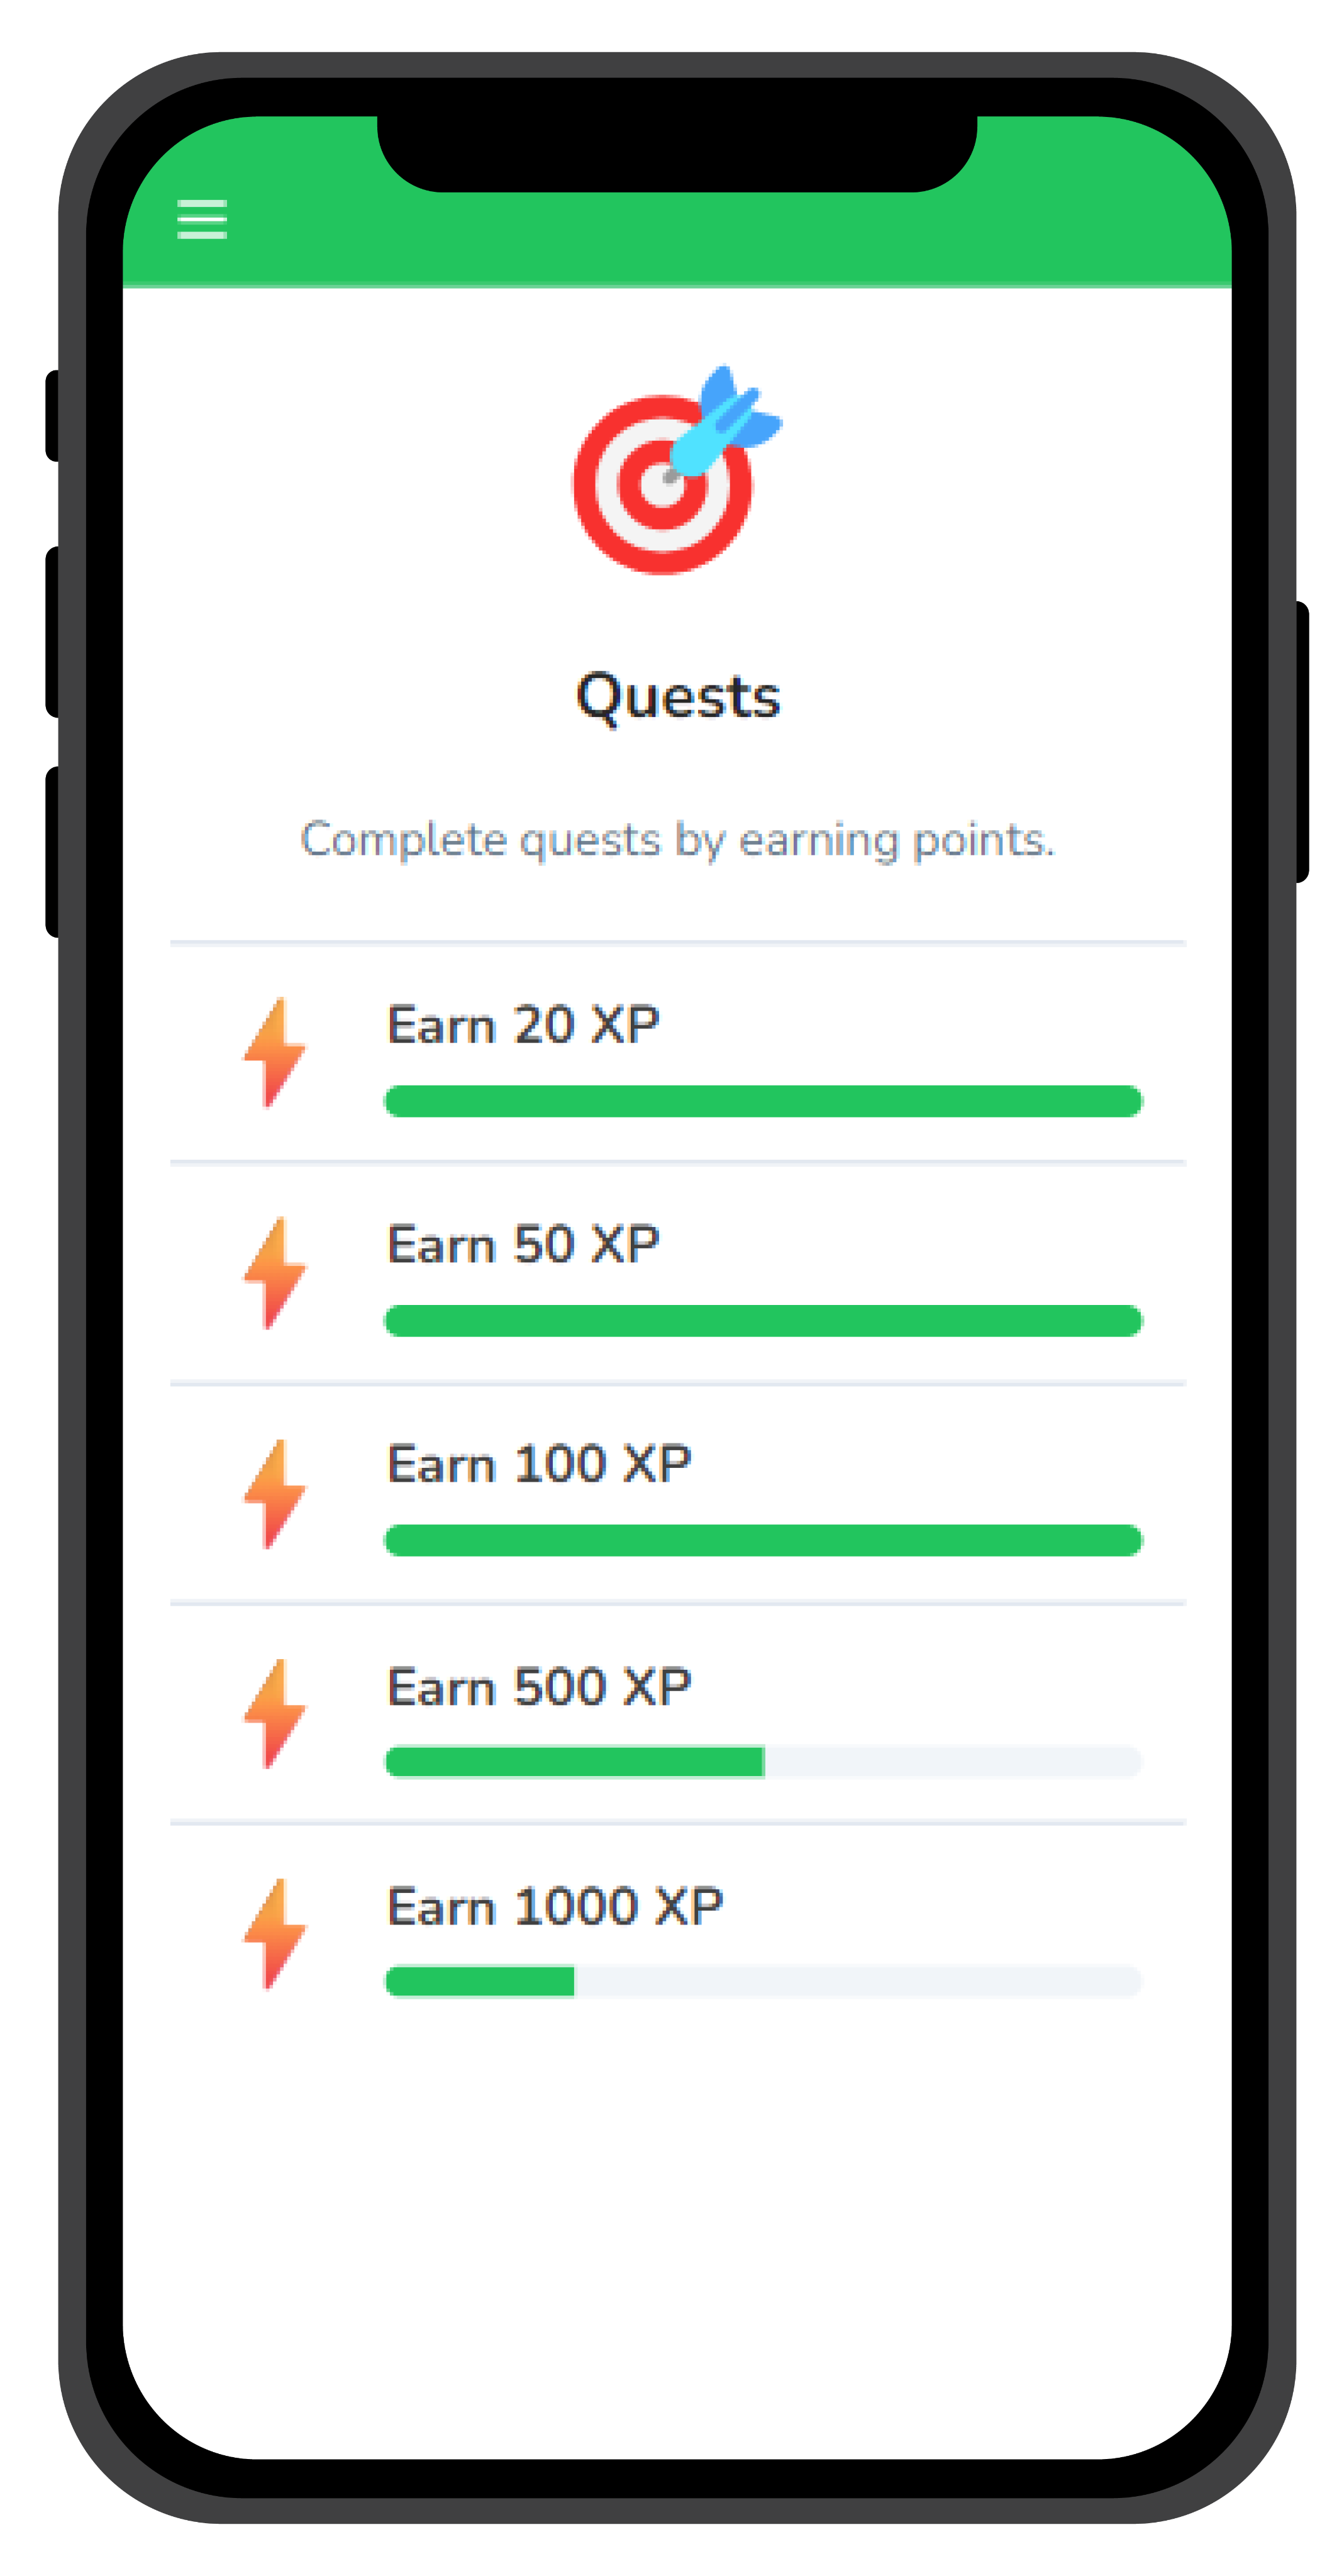 Quests
Complete quests by earning points.
Earn 20 XP
Earn 50 XP
Earn 100 XP
Earn 500 XP
Earn 1000 XP